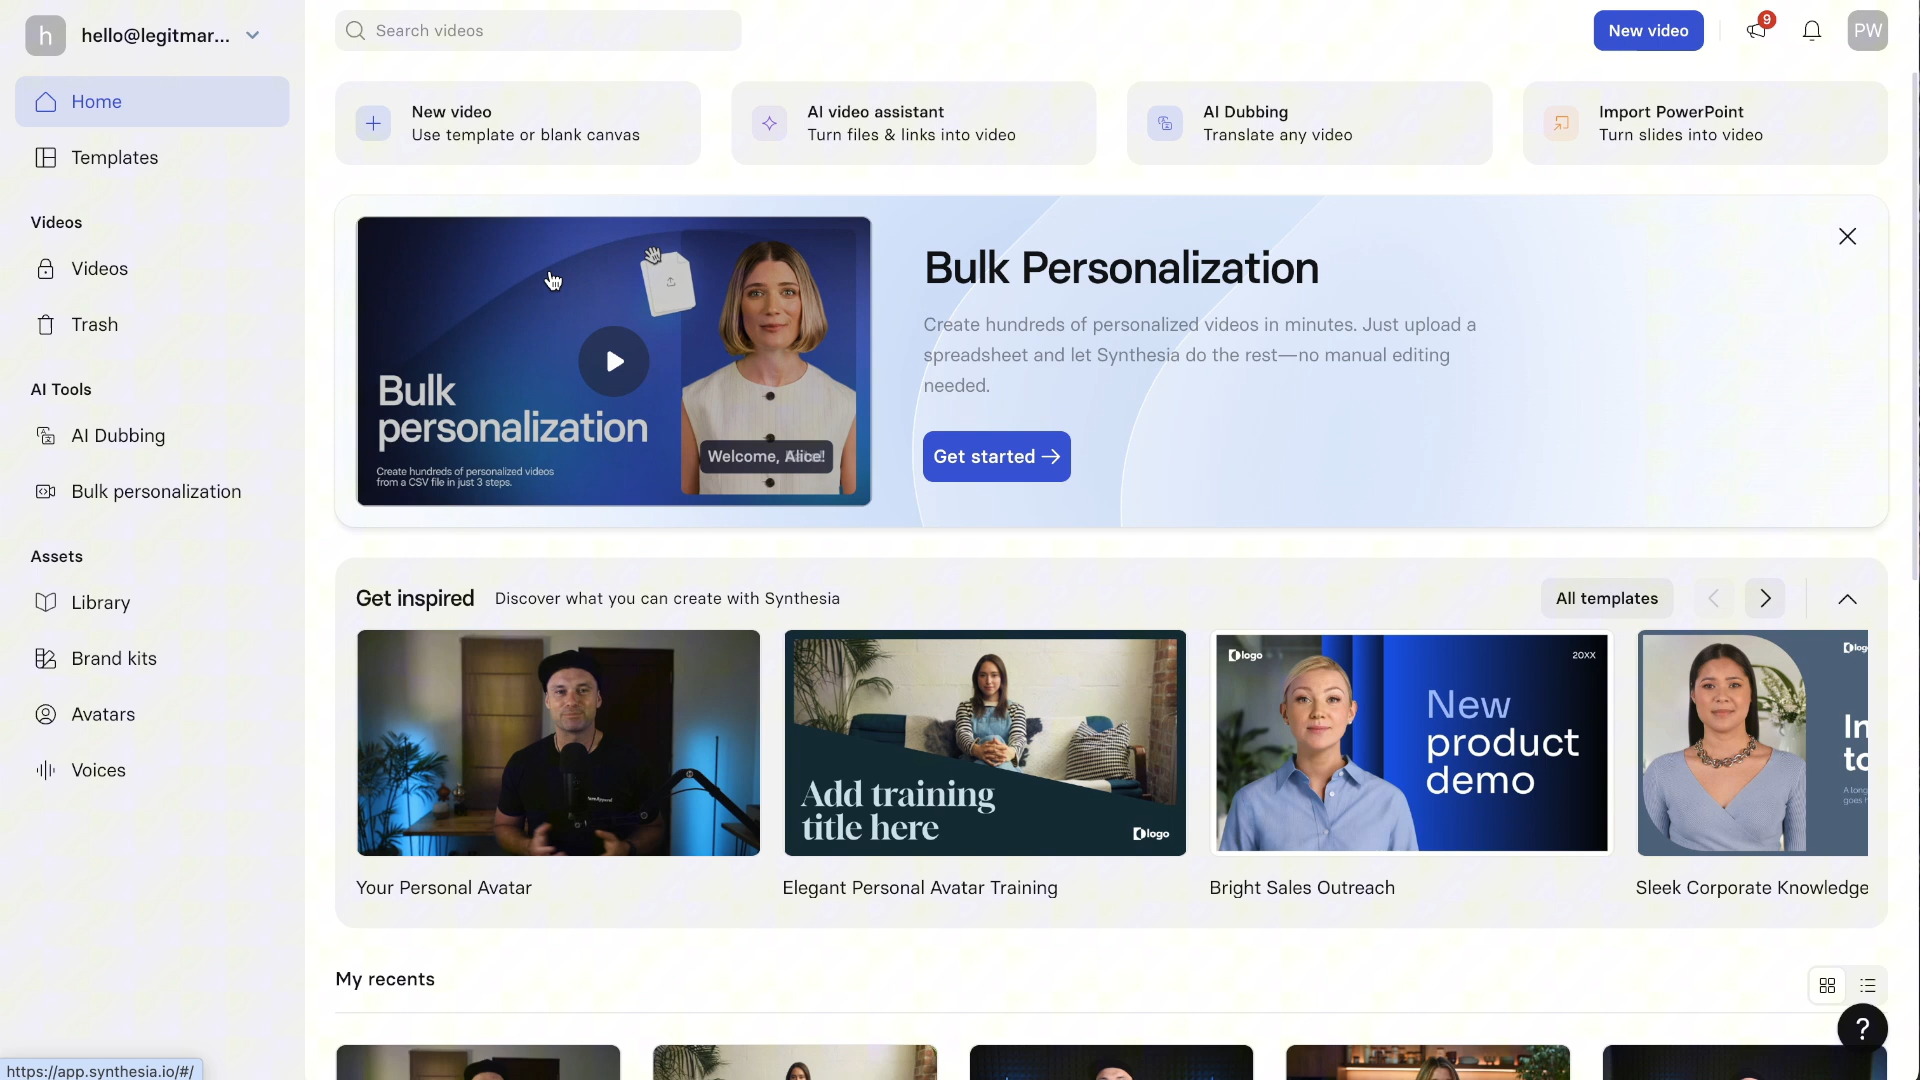 h hello@legitmar...
Search videos
New video
9
PW
Home
Templates
Videos
Videos
Trash
AI Tools
AI Dubbing
Bulk personalization
Assets
Library
Brand kits
Avatars
Voices
New video
Use template or blank canvas
AI video assistant
Turn files & links into video
AI Dubbing
Translate any video
Import PowerPoint
Turn slides into video
Bulk
personalization
Create hundreds of personalized videos
from a CSV file in just 3 steps.
Welcome,
Bulk Personalization
Create hundreds of personalized videos in minutes. Just upload a
spreadsheet and let Synthesia do the rest—no manual editing
needed.
Get started →
Get inspired
Discover what you can create with Synthesia
All templates
Add training
title here
logo
logo
20XX
New
product
demo
In
to
A long
Your Personal Avatar
Elegant Personal Avatar Training
Bright Sales Outreach
Sleek Corporate Knowledge
My recents
?
https://app.synthesia.io/#/